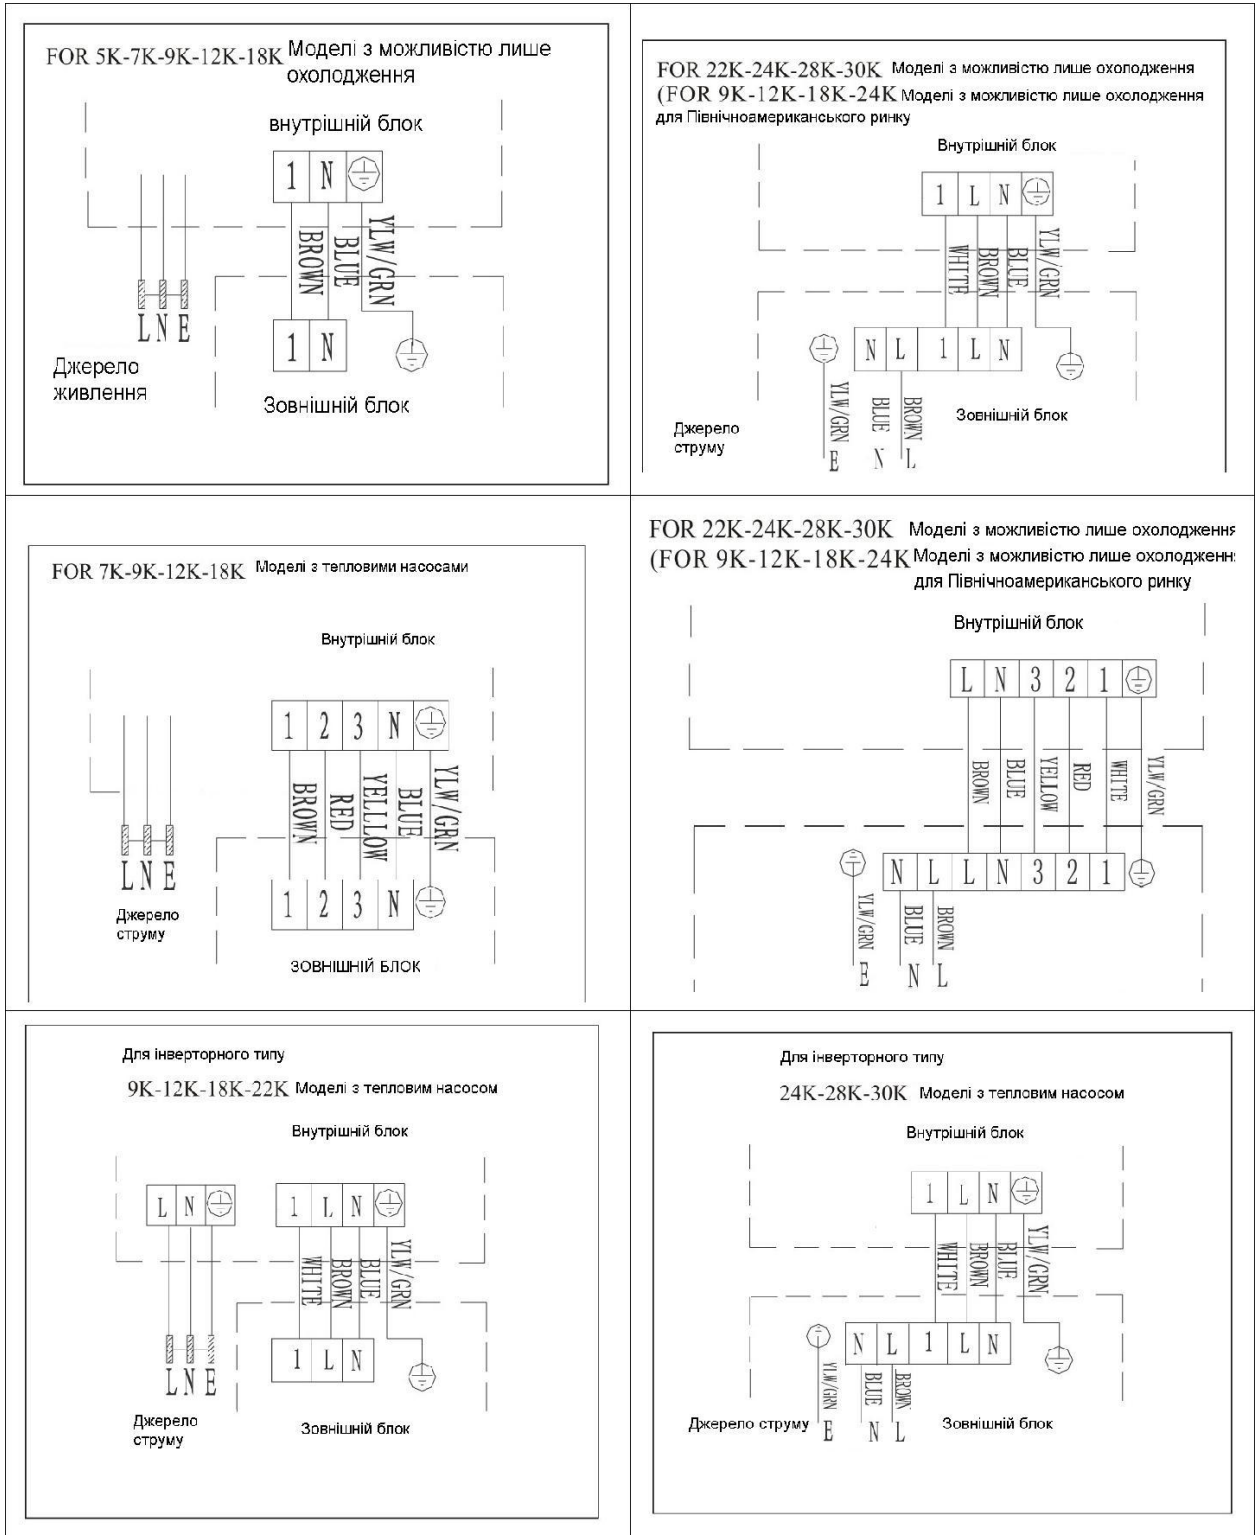 FOR 5K-7K-9K-12K-18K Моделі з можливістю лише
охолодження
внутрішній блок
1 N
BROWN BLUE YLW/GRN
L N E
1 N
Джерело
живлення
Зовнішній блок
FOR 22K-24K-28K-30K Моделі з можливістю лише охолодження
(FOR 9K-12K-18K-24K Моделі з можливістю лише охолодження
для Північноамериканського ринку
Внутрішній блок
1 L N
WHITE BROWN BLUE YLW/GRN
N L 1 L N
YLW/GRN BLUE BROWN
Зовнішній блок
Джерело
струму
E N L
FOR 7K-9K-12K-18K Моделі з тепловими насосами
Внутрішній блок
1 2 3 N
BROWN RED YELLLOW BLUE YLW/GRN
L N E
1 2 3 N
Джерело
струму
ЗОВНІШНІЙ БЛОК
FOR 22K-24K-28K-30K Моделі з можливістю лише охолодження
(FOR 9K-12K-18K-24K Моделі з можливістю лише охолодженн
для Північноамериканського ринку
Внутрішній блок
L N 3 2 1
BROWN BLUE YELLOW RED WHITE YLW/GRN
N L L N 3 2 1
YLW/GRN BLUE BROWN
E N L
Для інверторного типу
9K-12K-18K-22K Моделі з тепловим насосом
Внутрішній блок
L N 1 L N
WHITE BROWN BLUE YLW/GRN
1 L N
L N E
Джерело
струму
Зовнішній блок
Для інверторного типу
24K-28K-30K Моделі з тепловим насосом
Внутрішній блок
1 L N
WHITE BROWN BLUE YLW/GRN
N L 1 L N
YLW/GRN BLUE BROWN
Джерело струму E N L Зовнішній блок